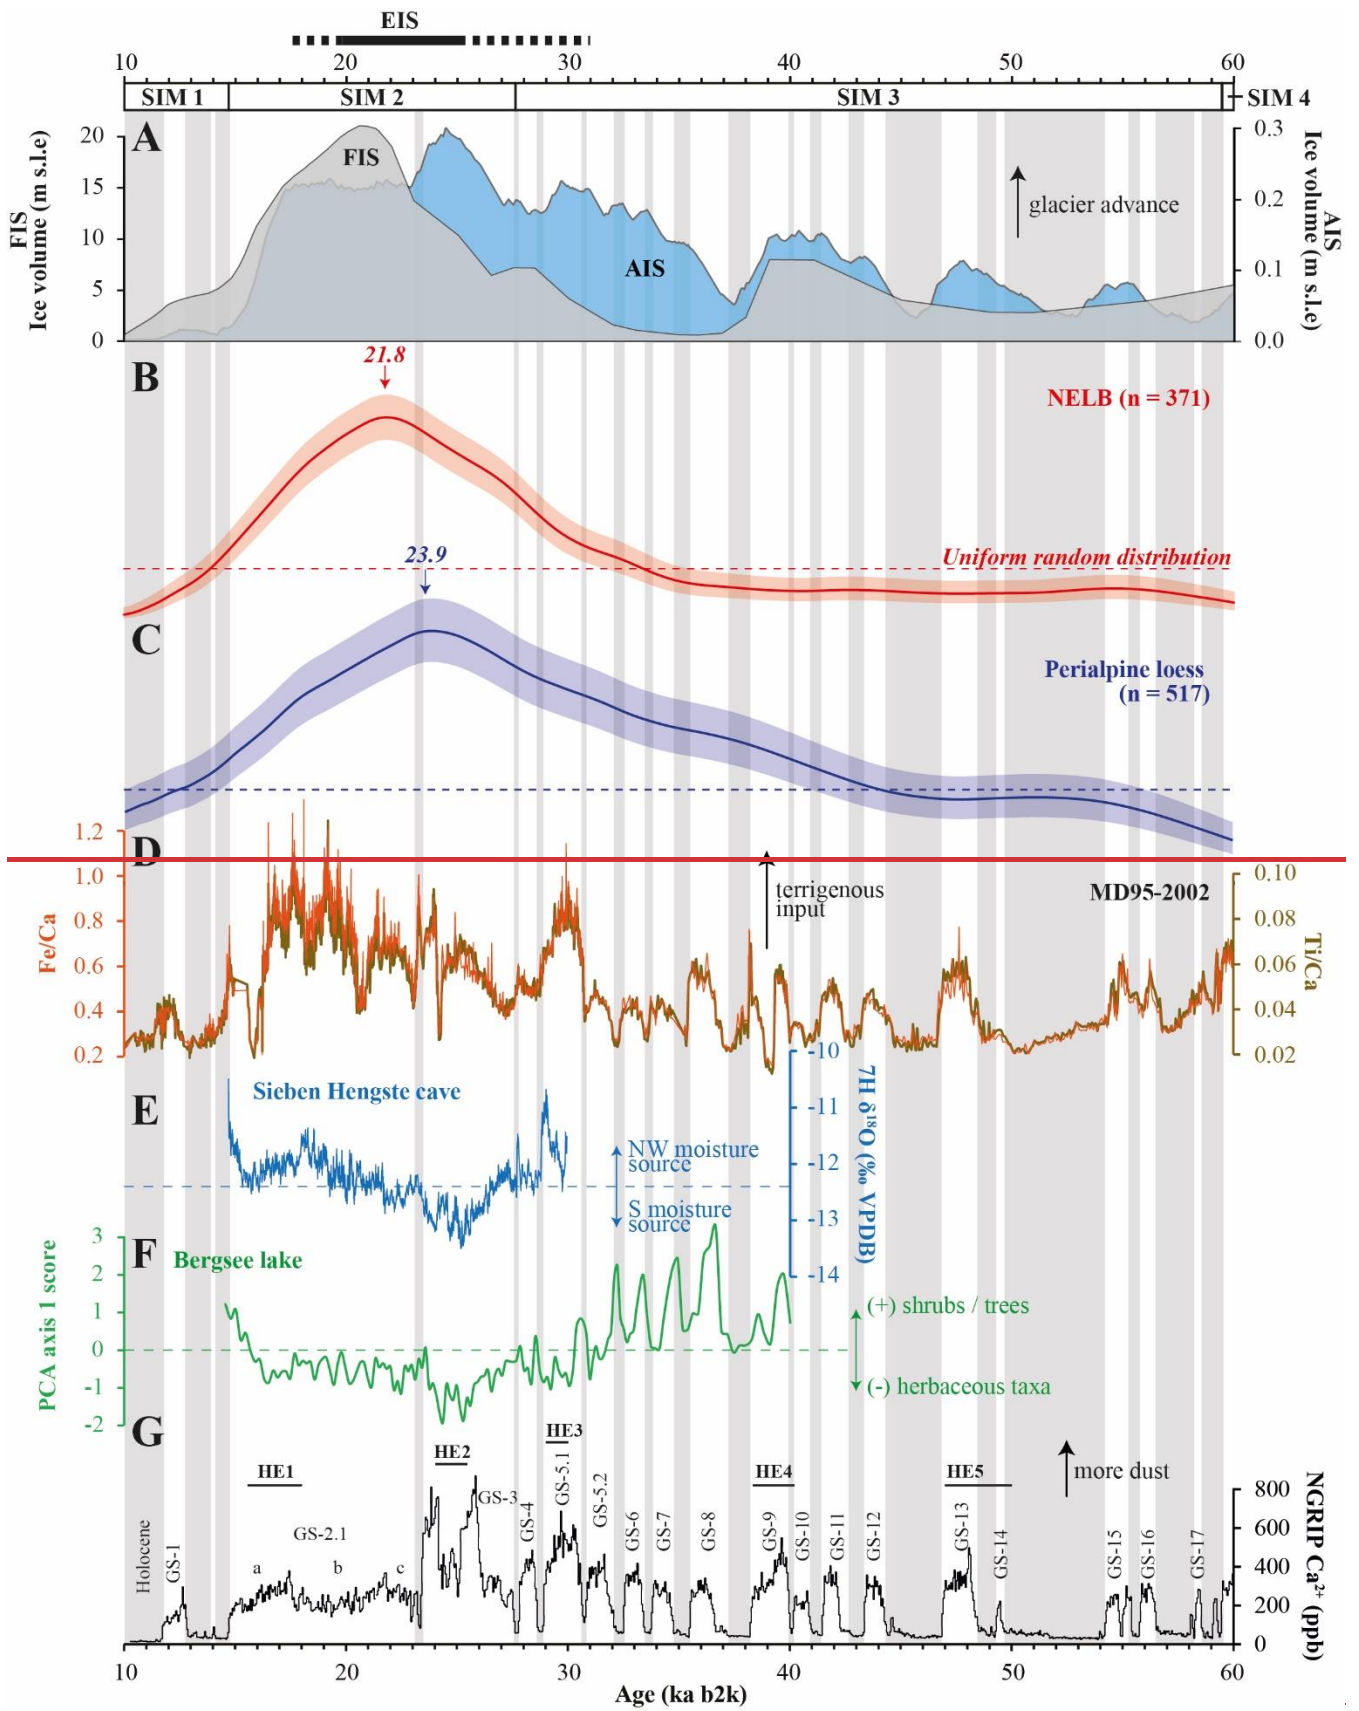 EIS
10 20 30 40 50 60
SIM 1 SIM 2 SIM 3 SIM 4
A
FIS
Ice volume (m s.l.e)
20
15
10
5
0
FIS
AIS
glacier advance
0.3
0.2
0.1
0.0
AIS
Ice volume (m s.l.e)
B
21.8
NELB (n = 371)
Uniform random distribution
C
23.9
Perialpine loess
(n = 517)
D
Fe/Ca
1.2
1.0
0.8
0.6
0.4
0.2
terrigenous
input
MD95-2002
0.10
0.08
0.06
0.04
0.02
Ti/Ca
E
Sieben Hengste cave
NW moisture
source
S moisture
source
-10
-11
-12
-13
-14
7H δ¹⁸O (‰ VPDB)
F
Bergsee lake
PCA axis 1 score
3
2
1
0
-1
-2
(+) shrubs / trees
(-) herbaceous taxa
G
HE1 HE2 HE3 HE4 HE5
more dust
Holocene
GS-1
GS-2.1
a b c
GS-3
GS-4
GS-5.1
GS-5.2
GS-6
GS-7
GS-8
GS-9
GS-10
GS-11
GS-12
GS-13
GS-14
GS-15
GS-16
GS-17
800
600
400
200
0
NGRIP Ca²⁺ (ppb)
10 20 30 40 50 60
Age (ka b2k)